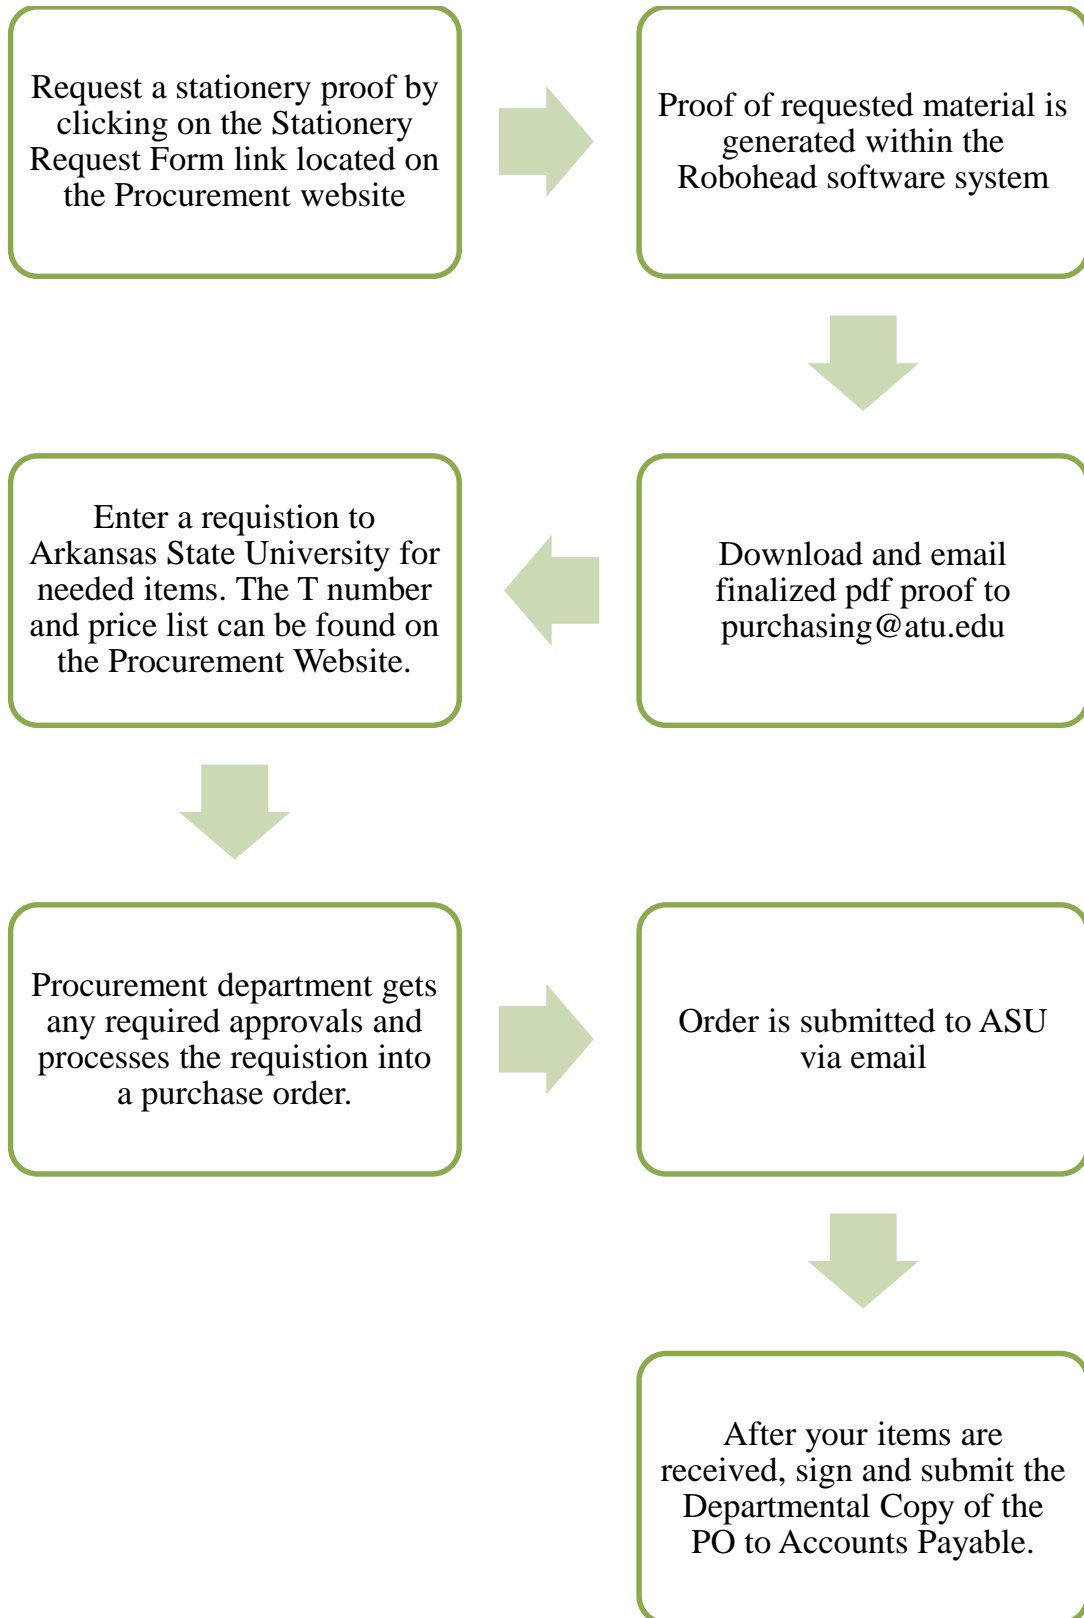 Request a stationery proof by
clicking on the Stationery
Request Form link located on
the Procurement website
Proof of requested material is
generated within the
Robohead software system
Download and email
finalized pdf proof to
purchasing@atu.edu
Enter a requistion to
Arkansas State University for
needed items. The T number
and price list can be found on
the Procurement Website.
Procurement department gets
any required approvals and
processes the requistion into
a purchase order.
Order is submitted to ASU
via email
After your items are
received, sign and submit the
Departmental Copy of the
PO to Accounts Payable.